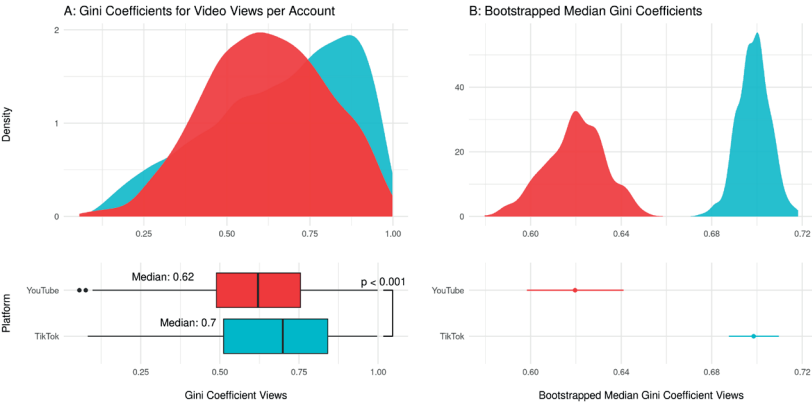 A: Gini Coefficients for Video Views per Account
B: Bootstrapped Median Gini Coefficients
Density
2
1
0
0.25 0.50 0.75 1.00
40
20
0
0.60 0.64 0.68 0.72
Platform
YouTube
TikTok
Median: 0.62
Median: 0.7
p < 0.001
0.25 0.50 0.75 1.00
Gini Coefficient Views
YouTube
TikTok
0.60 0.64 0.68 0.72
Bootstrapped Median Gini Coefficient Views